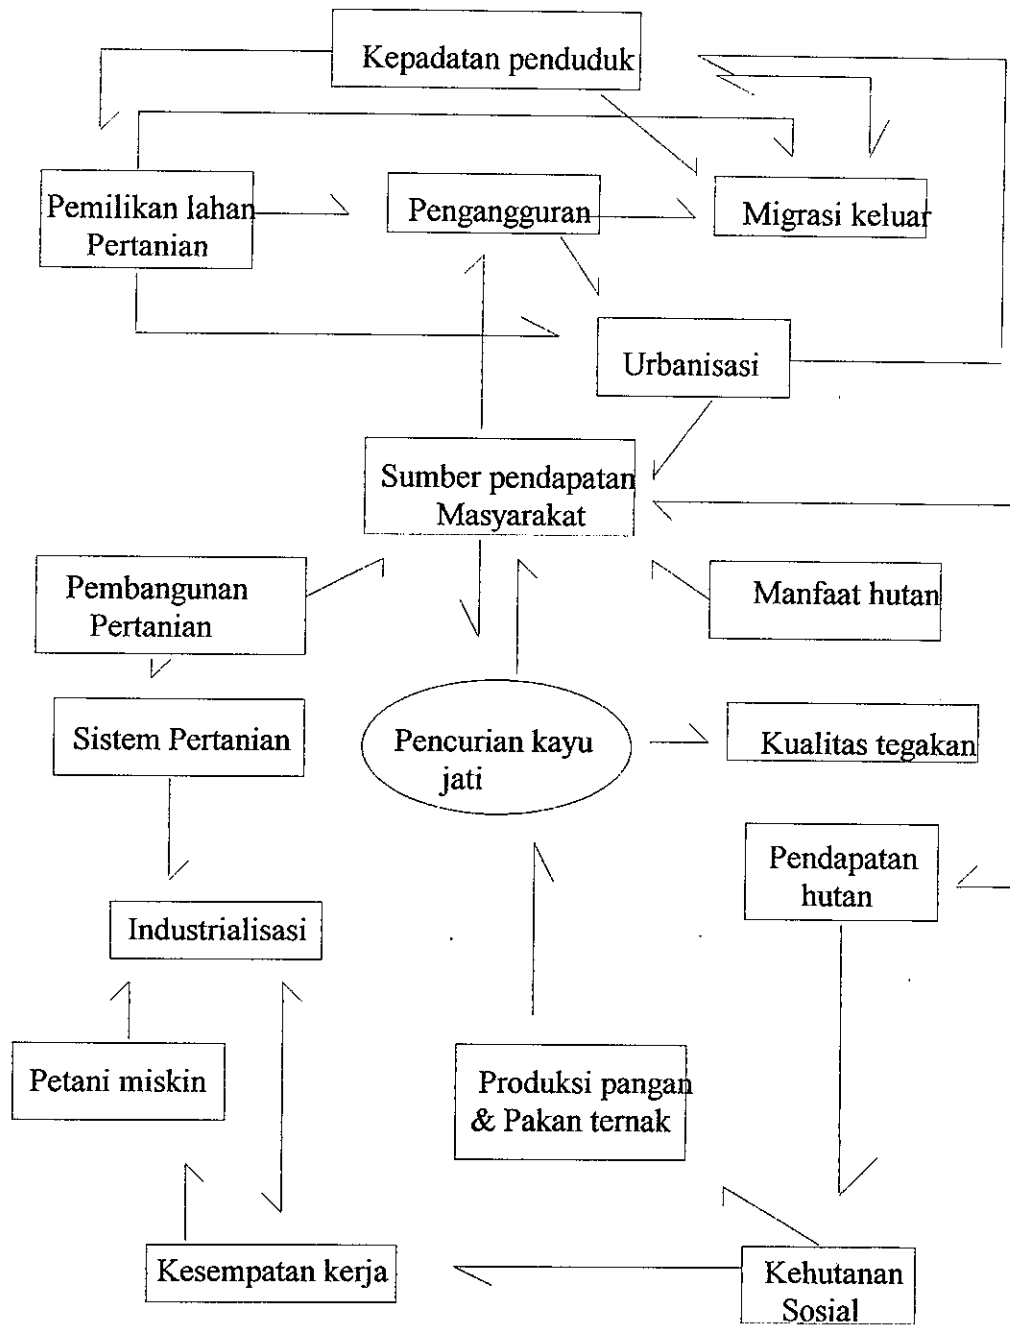 Kepadatan penduduk
Pemilikan lahan
Pertanian
Pengangguran
Migrasi keluar
Urbanisasi
Sumber pendapatan
Masyarakat
Pembangunan
Pertanian
Manfaat hutan
Sistem Pertanian
Pencurian kayu
jati
Kualitas tegakan
Pendapatan
hutan
Industrialisasi
Petani miskin
Produksi pangan
& Pakan ternak
Kesempatan kerja
Kehutanan
Sosial